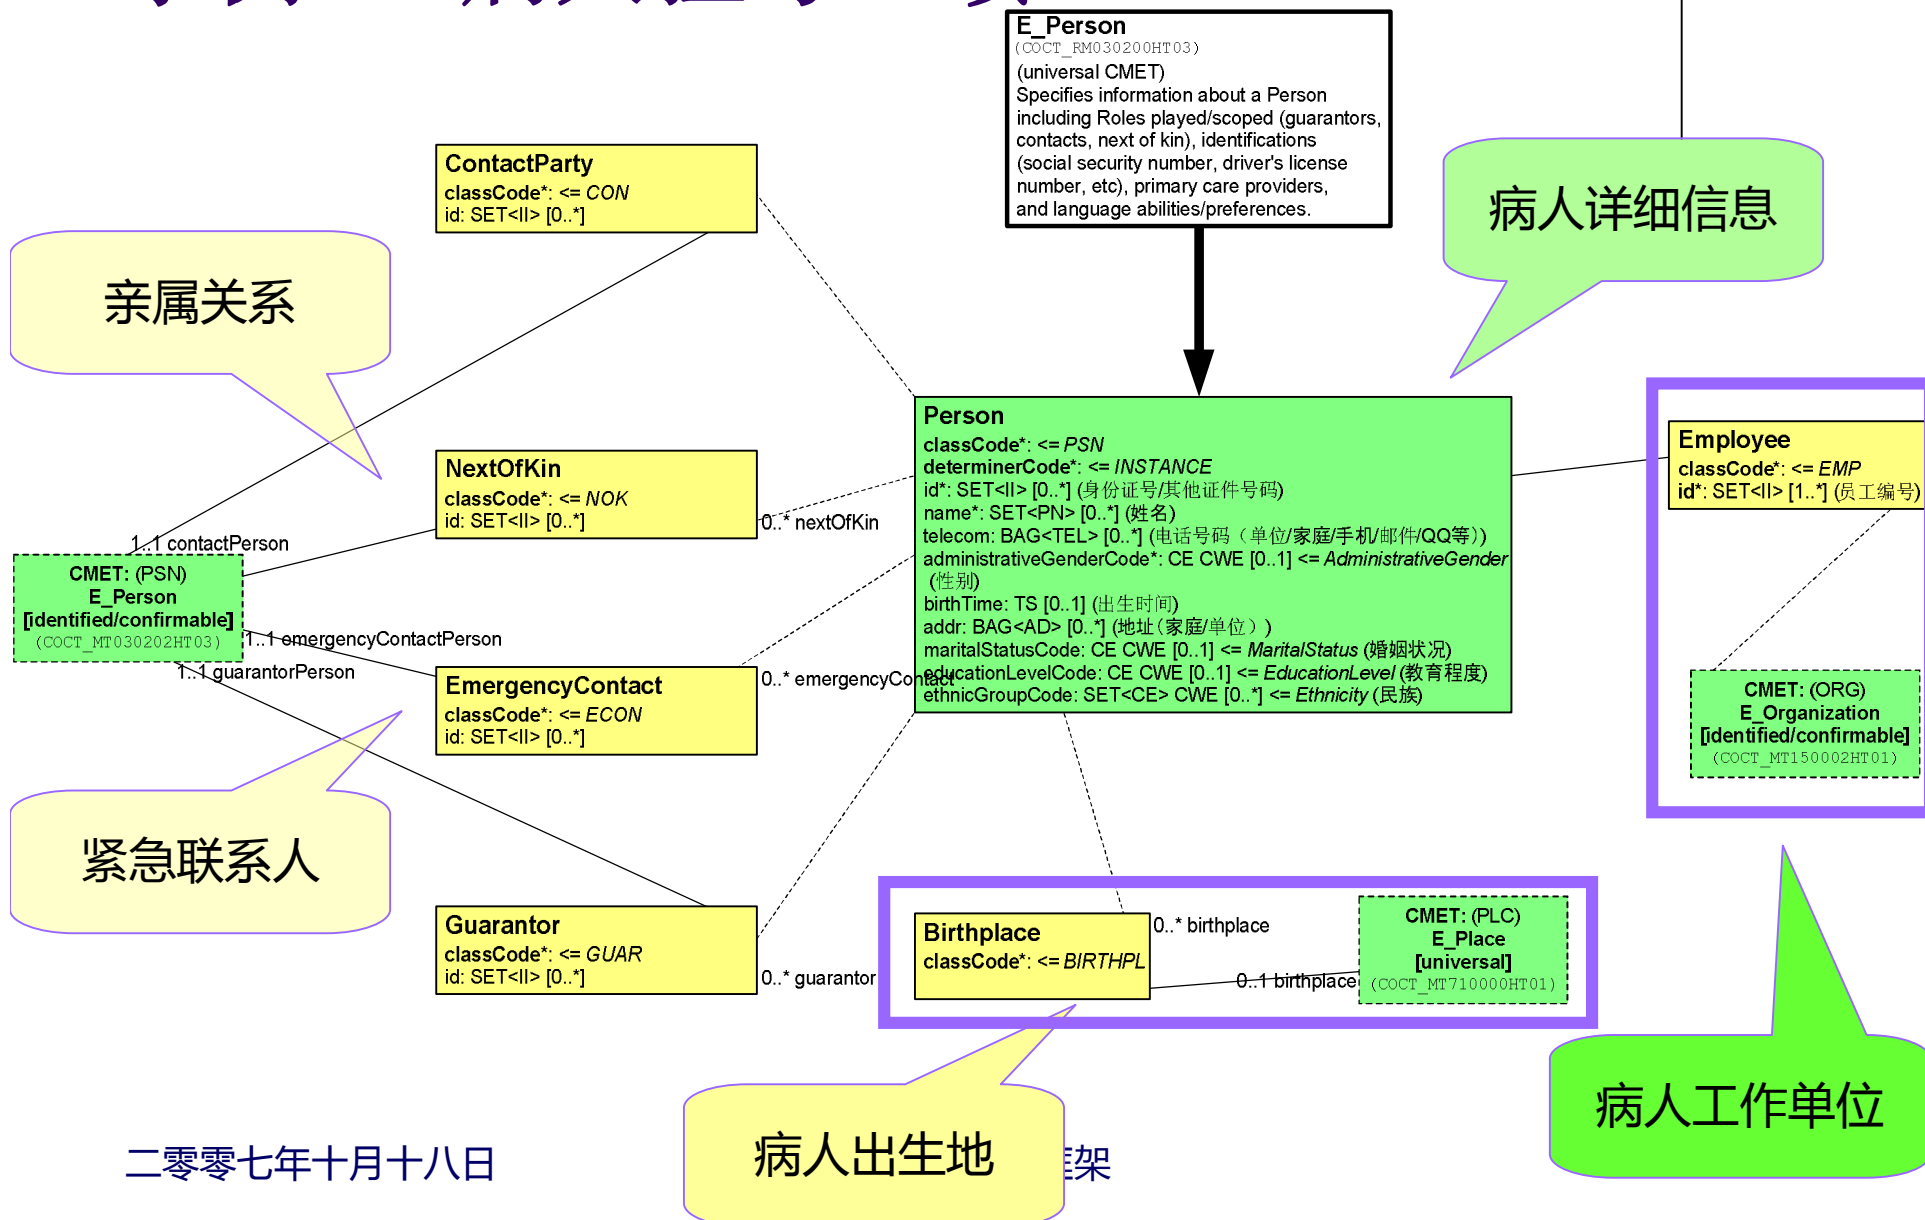 E_Person
(COCT_RM030200HT03)
(universal CMET)
Specifies information about a Person
including Roles played/scoped (guarantors,
contacts, next of kin), identifications
(social security number, driver's license
number, etc), primary care providers,
and language abilities/preferences.
病人详细信息
ContactParty
classCode*: <= CON
id: SET<II> [0..*]
亲属关系
NextOfKin
classCode*: <= NOK
id: SET<II> [0..*]
0..* nextOfKin
1..1 contactPerson
CMET: (PSN)
E_Person
[identified/confirmable]
(COCT_MT030202HT03)
1..1 emergencyContactPerson
1..1 guarantorPerson
EmergencyContact
classCode*: <= ECON
id: SET<II> [0..*]
0..* emergencyContact
Person
classCode*: <= PSN
determinerCode*: <= INSTANCE
id*: SET<II> [0..*] (身份证号/其他证件号码)
name*: SET<PN> [0..*] (姓名)
telecom: BAG<TEL> [0..*] (电话号码（单位/家庭/手机/邮件/QQ等）)
administrativeGenderCode*: CE CWE [0..1] <= AdministrativeGender
(性别)
birthTime: TS [0..1] (出生时间)
addr: BAG<AD> [0..*] (地址（家庭/单位）)
maritalStatusCode: CE CWE [0..1] <= MaritalStatus (婚姻状况)
educationLevelCode: CE CWE [0..1] <= EducationLevel (教育程度)
ethnicGroupCode: SET<CE> CWE [0..*] <= Ethnicity (民族)
Employee
classCode*: <= EMP
id*: SET<II> [1..*] (员工编号)
CMET: (ORG)
E_Organization
[identified/confirmable]
(COCT_MT150002HT01)
紧急联系人
Guarantor
classCode*: <= GUAR
id: SET<II> [0..*]
0..* guarantor
Birthplace
classCode*: <= BIRTHPL
0..* birthplace
0..1 birthplace
CMET: (PLC)
E_Place
[universal]
(COCT_MT710000HT01)
病人工作单位
病人出生地
二零零七年十月十八日
架